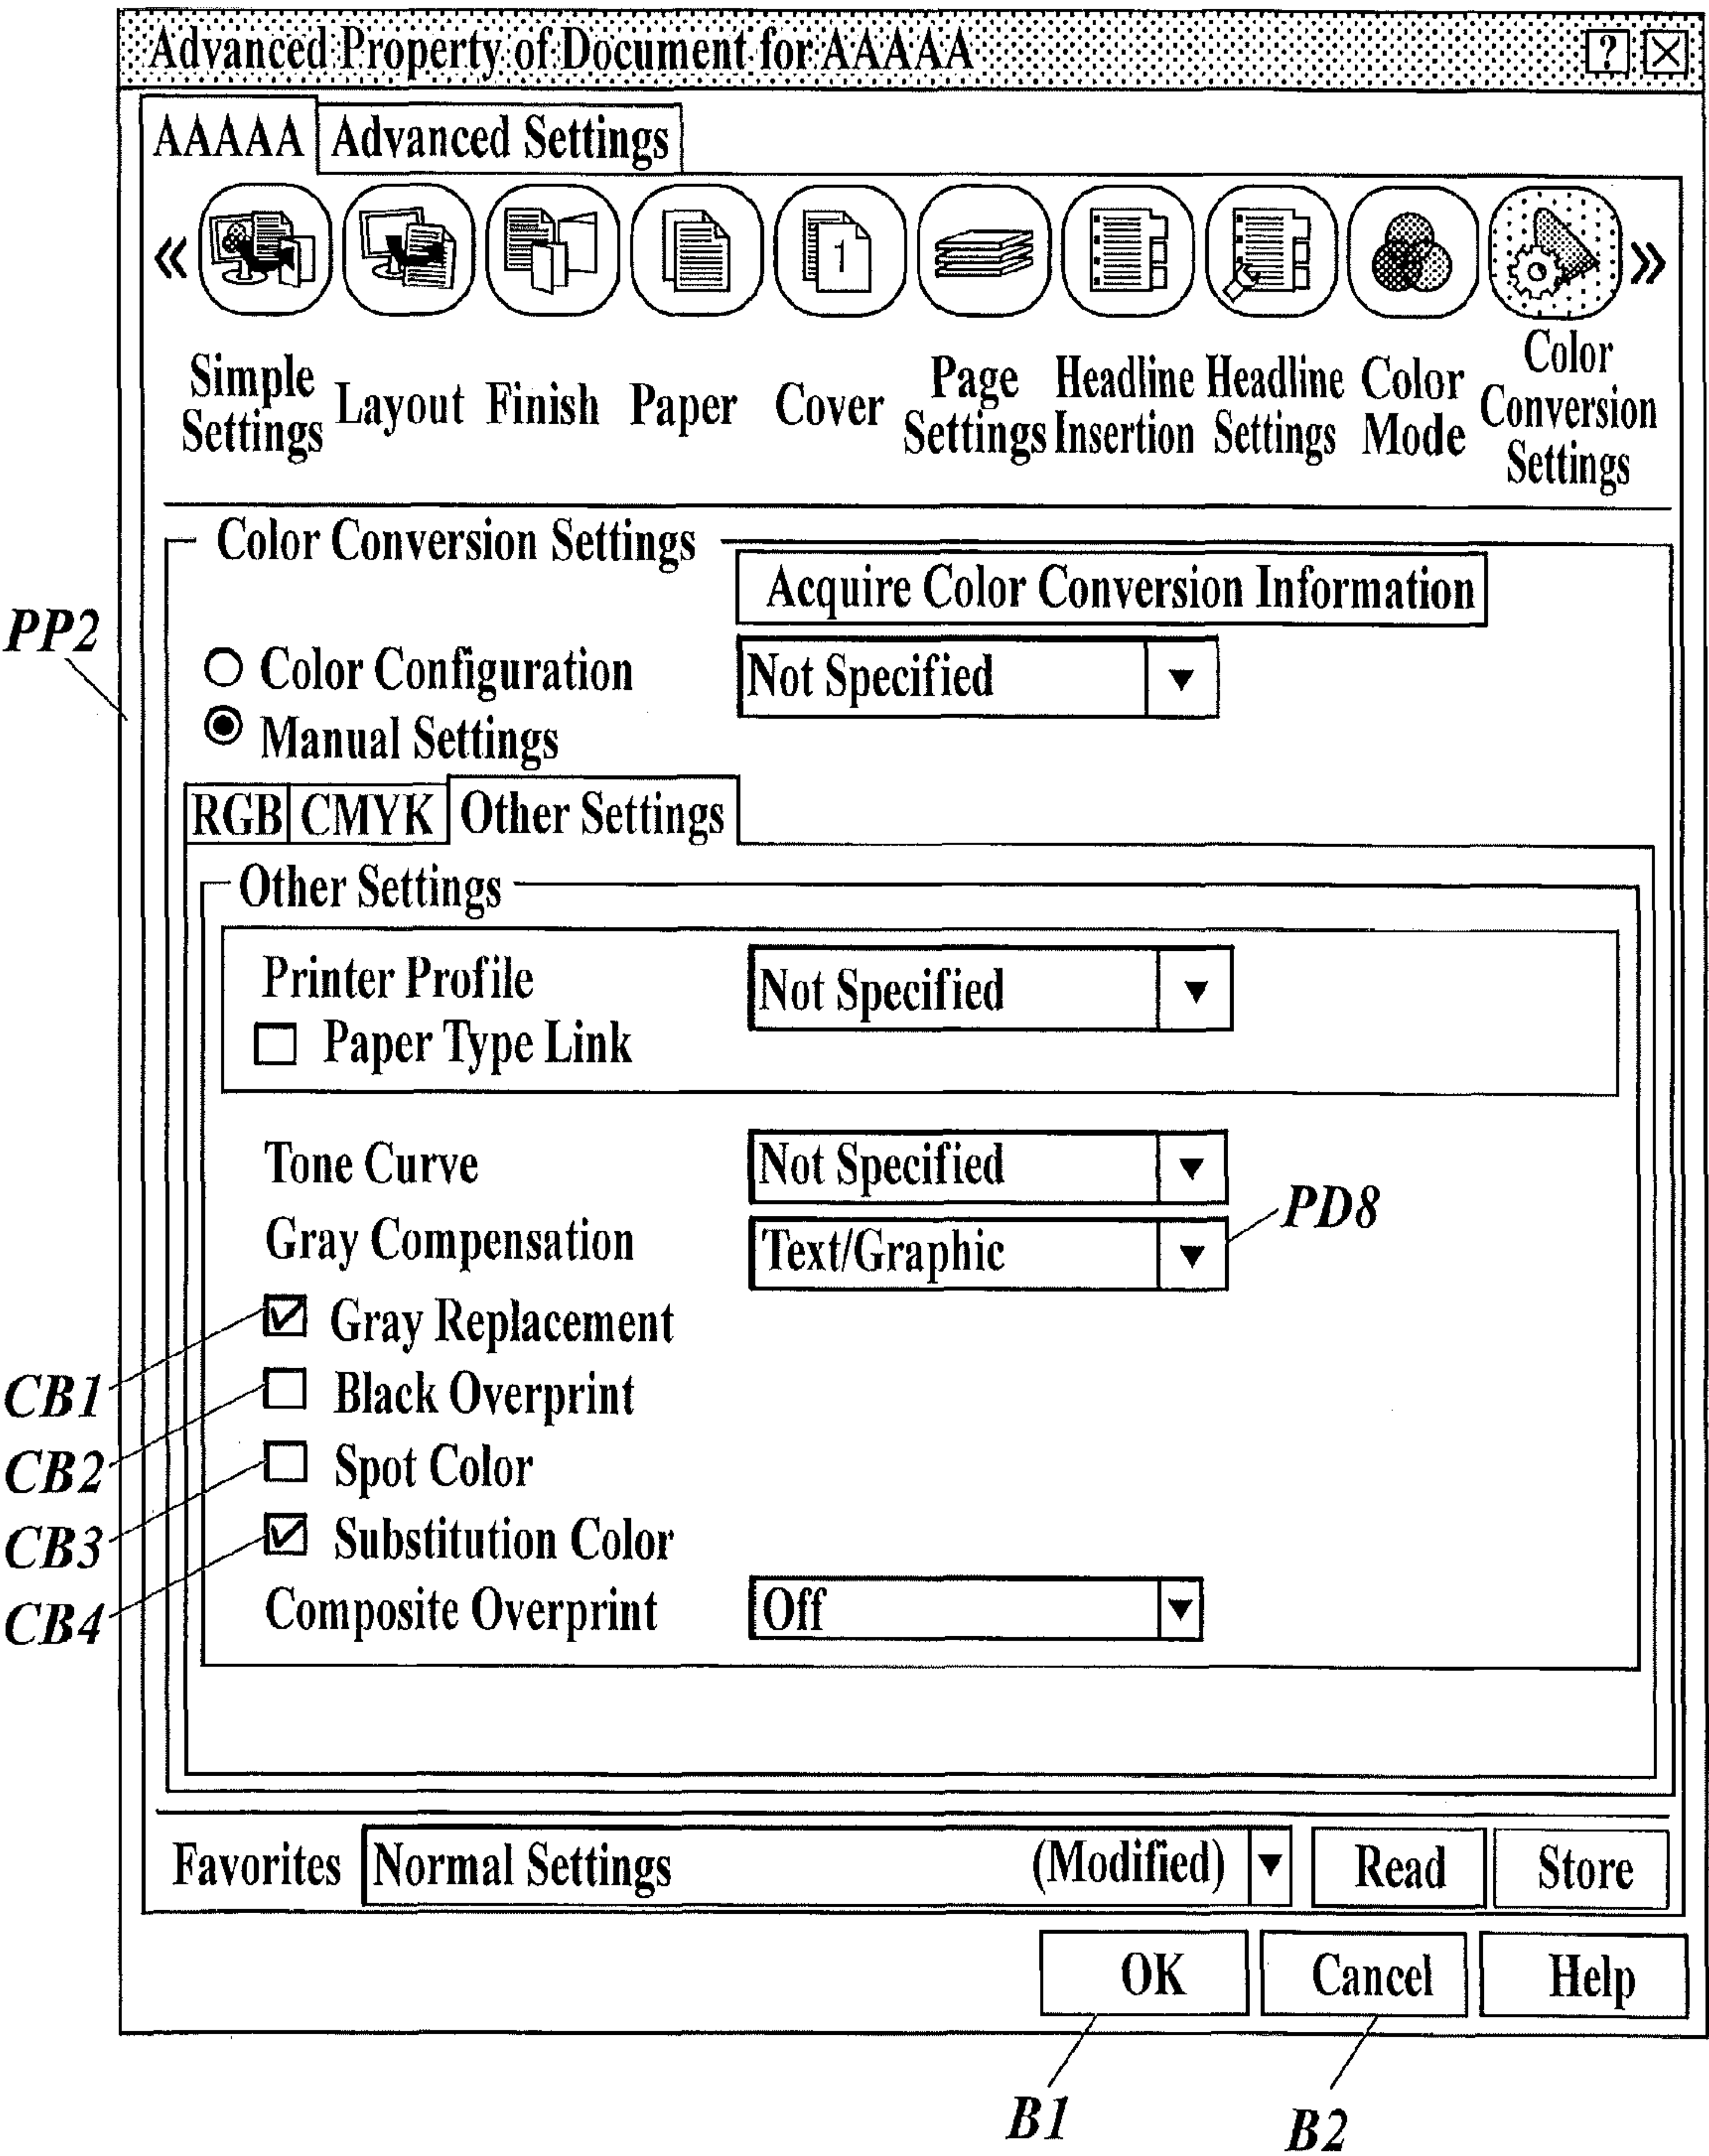 Advanced Property of Document for AAAAA ? ×
AAAAA Advanced Settings
« 1 »
Simple Settings Layout Finish Paper Cover Page Settings Headline Insertion Headline Settings Color Mode Color Conversion Settings
Color Conversion Settings
Acquire Color Conversion Information
PP2
Color Configuration Not Specified ▼
Manual Settings
RGB CMYK Other Settings
Other Settings
Printer Profile Not Specified ▼
Paper Type Link
Tone Curve Not Specified ▼
PD8
Gray Compensation Text/Graphic ▼
Gray Replacement
CB1 Black Overprint
CB2 Spot Color
CB3 Substitution Color
CB4 Composite Overprint Off ▼
Favorites Normal Settings (Modified) ▼ Read Store
OK Cancel Help
B1 B2